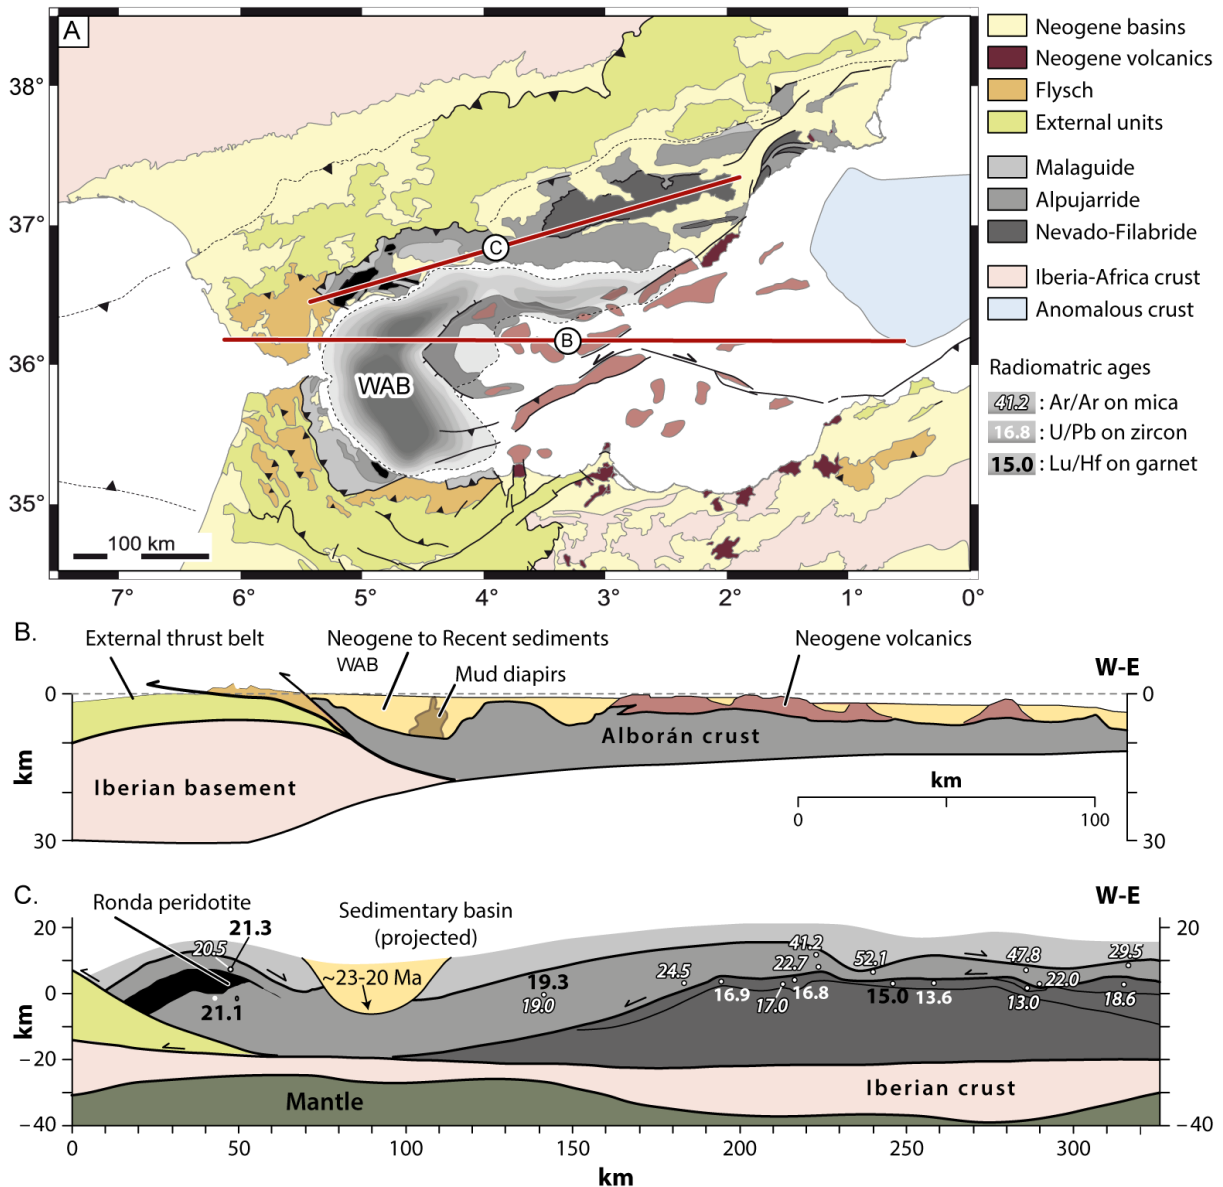 A
38°
37°
36°
35°
C
B
WAB
100 km
7°
6°
5°
4°
3°
2°
1°
0°
Neogene basins
Neogene volcanics
Flysch
External units
Malaguide
Alpujarride
Nevado-Filabride
Iberia-Africa crust
Anomalous crust
Radiomatric ages
41.2 : Ar/Ar on mica
16.8 : U/Pb on zircon
15.0 : Lu/Hf on garnet
B.
External thrust belt
Neogene to Recent sediments
WAB
Mud diapirs
Neogene volcanics
W-E
0
0
km
Alborán crust
Iberian basement
km
0
100
30
30
C.
Ronda peridotite
Sedimentary basin
(projected)
W-E
20
20
21.3
20.5
~23-20 Ma
21.1
19.3
19.0
24.5
41.2
22.7
52.1
47.8
29.5
16.9
17.0
16.8
15.0
13.6
13.0
22.0
18.6
0
0
−20
−20
−40
−40
Iberian crust
Mantle
0
50
100
150
200
250
300
km
km